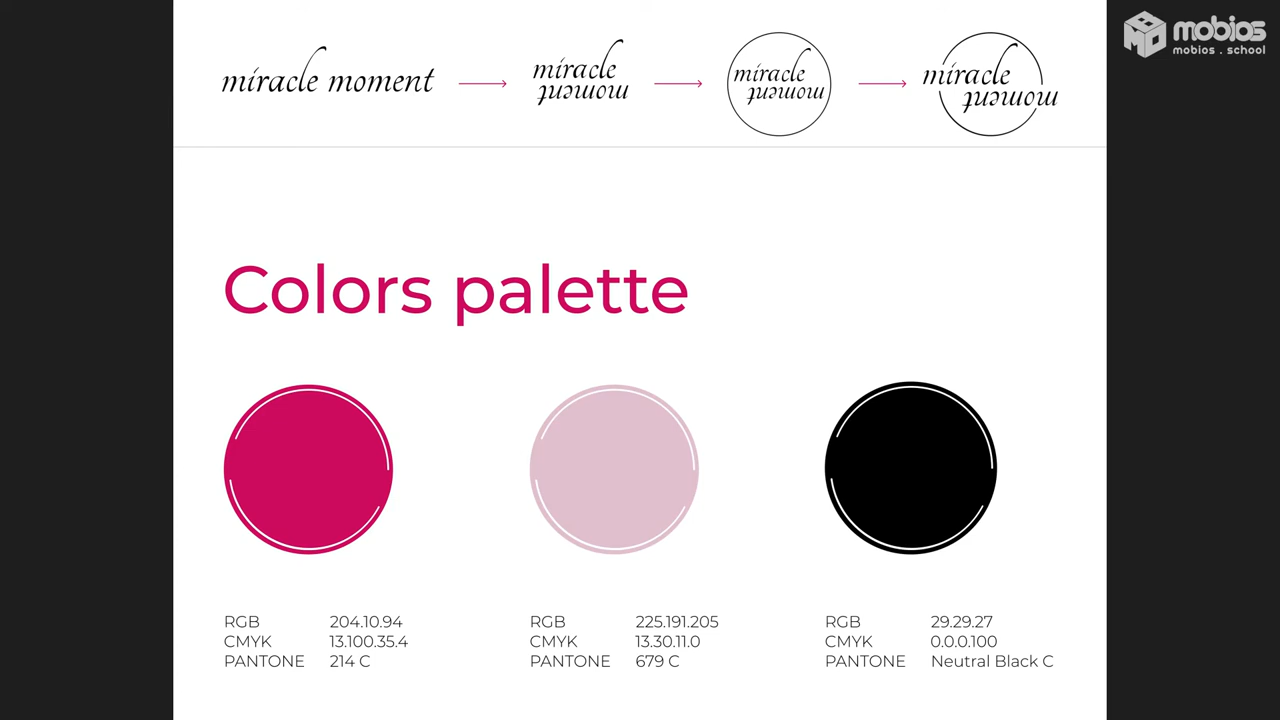 mobios
mobios . school
miracle moment
miracle
moment
miracle
moment
miracle
moment
Colors palette
RGB 204.10.94
CMYK 13.100.35.4
PANTONE 214 C
RGB 225.191.205
CMYK 13.30.11.0
PANTONE 679 C
RGB 29.29.27
CMYK 0.0.0.100
PANTONE Neutral Black C